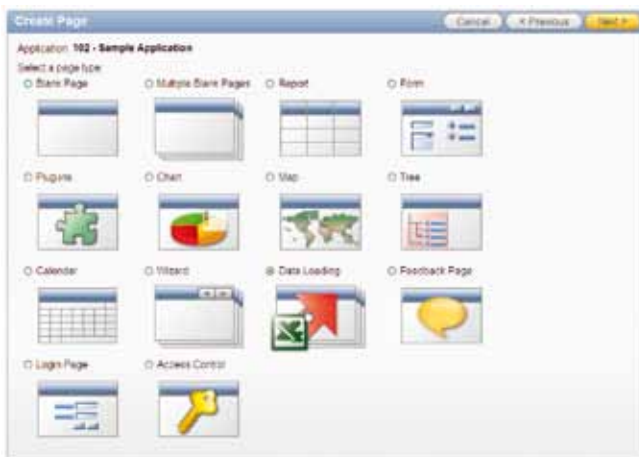 Create Page
Cancel < Previous Next >
Application: 102 - Sample Application
Select a page type:
Blank Page Multiple Blank Pages Report Form
Plugins Chart Map Tree
Calendar Wizard Data Loading Feedback Page
Login Page Access Control